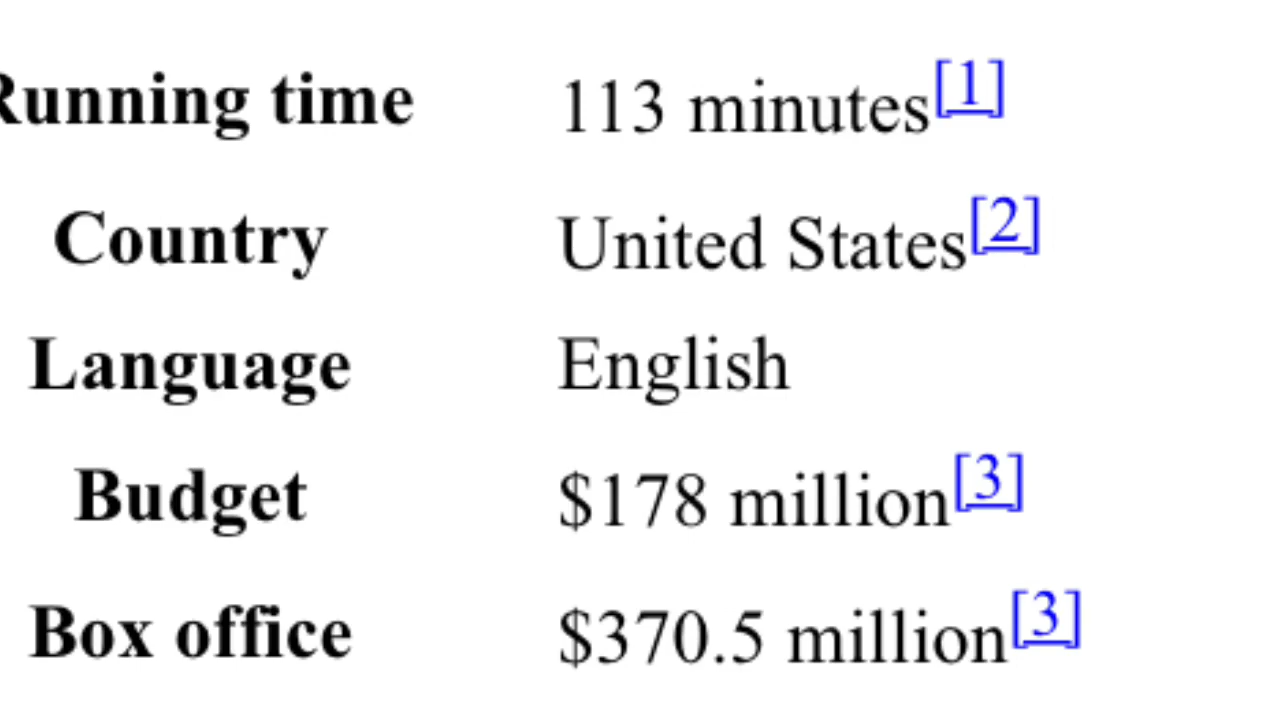 Running time 113 minutes[1]
Country United States[2]
Language English
Budget $178 million[3]
Box office $370.5 million[3]